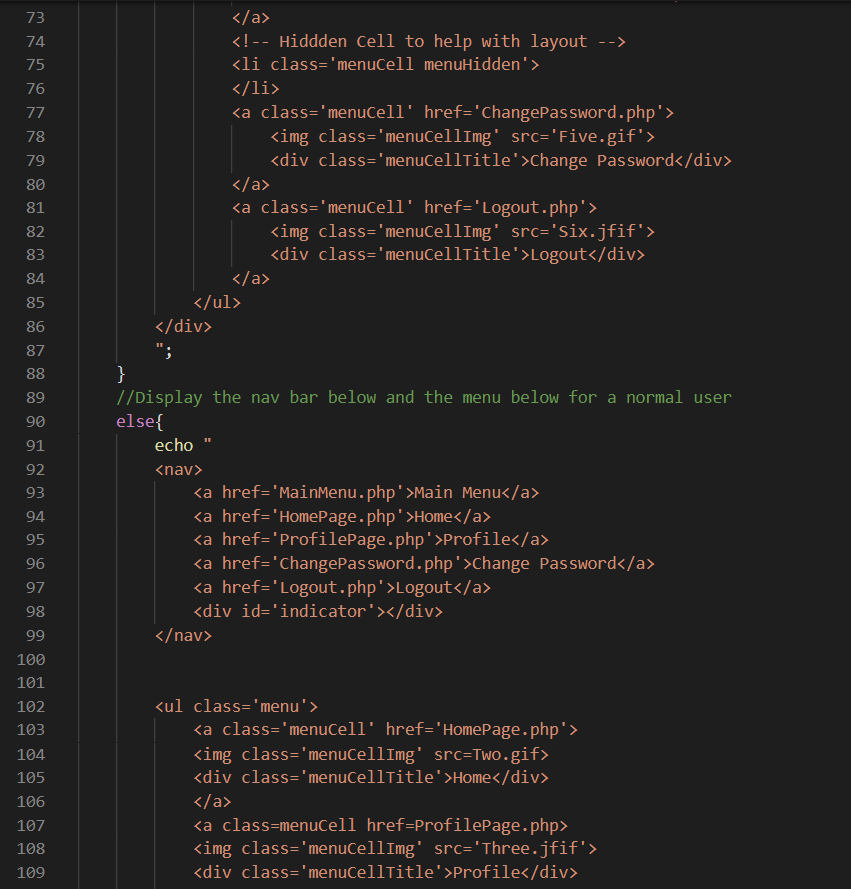 73 </a>
74 <!-- Hiddden Cell to help with layout -->
75 <li class='menuCell menuHidden'>
76 </li>
77 <a class='menuCell' href='ChangePassword.php'>
78 <img class='menuCellImg' src='Five.gif'>
79 <div class='menuCellTitle'>Change Password</div>
80 </a>
81 <a class='menuCell' href='Logout.php'>
82 <img class='menuCellImg' src='Six.jfif'>
83 <div class='menuCellTitle'>Logout</div>
84 </a>
85 </ul>
86 </div>
87 ";
88 }
89 //Display the nav bar below and the menu below for a normal user
90 else{
91 echo "
92 <nav>
93 <a href='MainMenu.php'>Main Menu</a>
94 <a href='HomePage.php'>Home</a>
95 <a href='ProfilePage.php'>Profile</a>
96 <a href='ChangePassword.php'>Change Password</a>
97 <a href='Logout.php'>Logout</a>
98 <div id='indicator'></div>
99 </nav>
100
101
102 <ul class='menu'>
103 <a class='menuCell' href='HomePage.php'>
104 <img class='menuCellImg' src=Two.gif>
105 <div class='menuCellTitle'>Home</div>
106 </a>
107 <a class=menuCell href=ProfilePage.php>
108 <img class='menuCellImg' src='Three.jfif'>
109 <div class='menuCellTitle'>Profile</div>